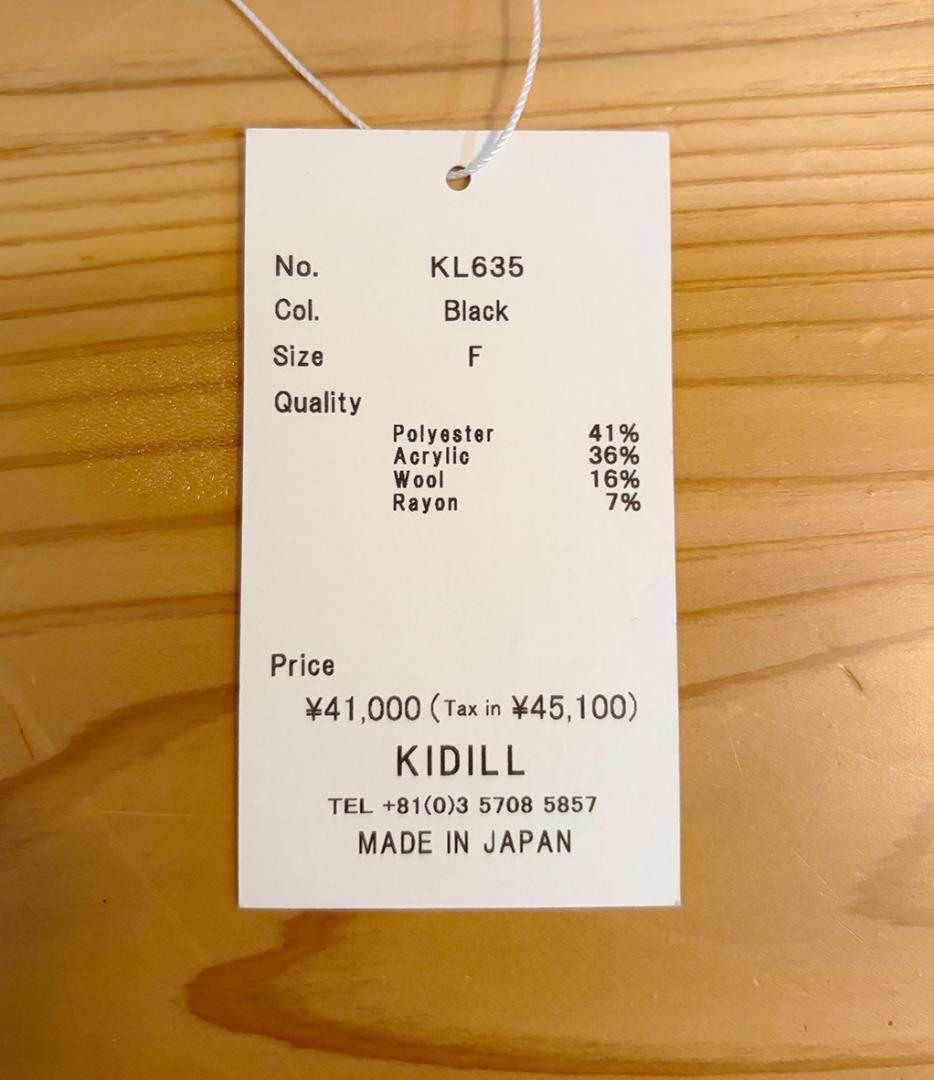 No. KL635
Col. Black
Size F
Quality
Polyester 41%
Acrylic 36%
Wool 16%
Rayon 7%
Price
¥41,000 (Tax in ¥45,100)
KIDILL
TEL +81(0)3 5708 5857
MADE IN JAPAN